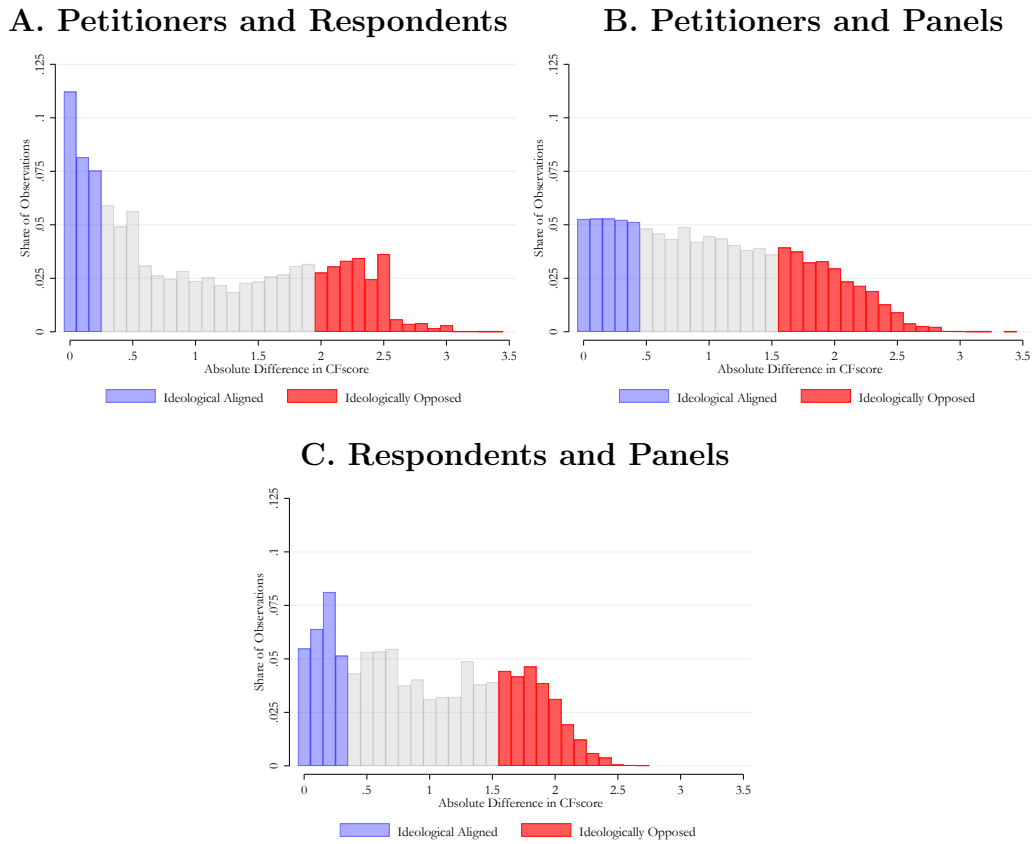 A. Petitioners and Respondents
.125
.1
.075
.05
.025
0
Share of Observations
0 .5 1 1.5 2 2.5 3 3.5
Absolute Difference in CFscore
Ideological Aligned Ideologically Opposed
B. Petitioners and Panels
.125
.1
.075
.05
.025
0
Share of Observations
0 .5 1 1.5 2 2.5 3 3.5
Absolute Difference in CFscore
Ideological Aligned Ideologically Opposed
C. Respondents and Panels
.125
.1
.075
.05
.025
0
Share of Observations
0 .5 1 1.5 2 2.5 3 3.5
Absolute Difference in CFscore
Ideological Aligned Ideologically Opposed